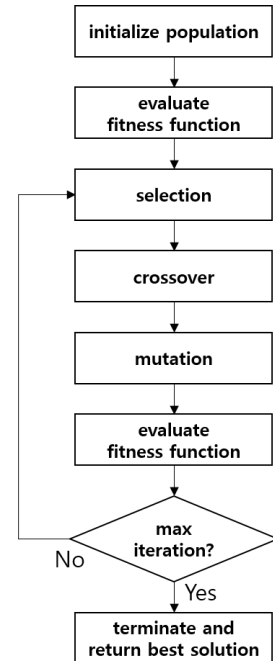 initialize population
evaluate
fitness function
selection
crossover
mutation
evaluate
fitness function
max
iteration?
No
Yes
terminate and
return best solution